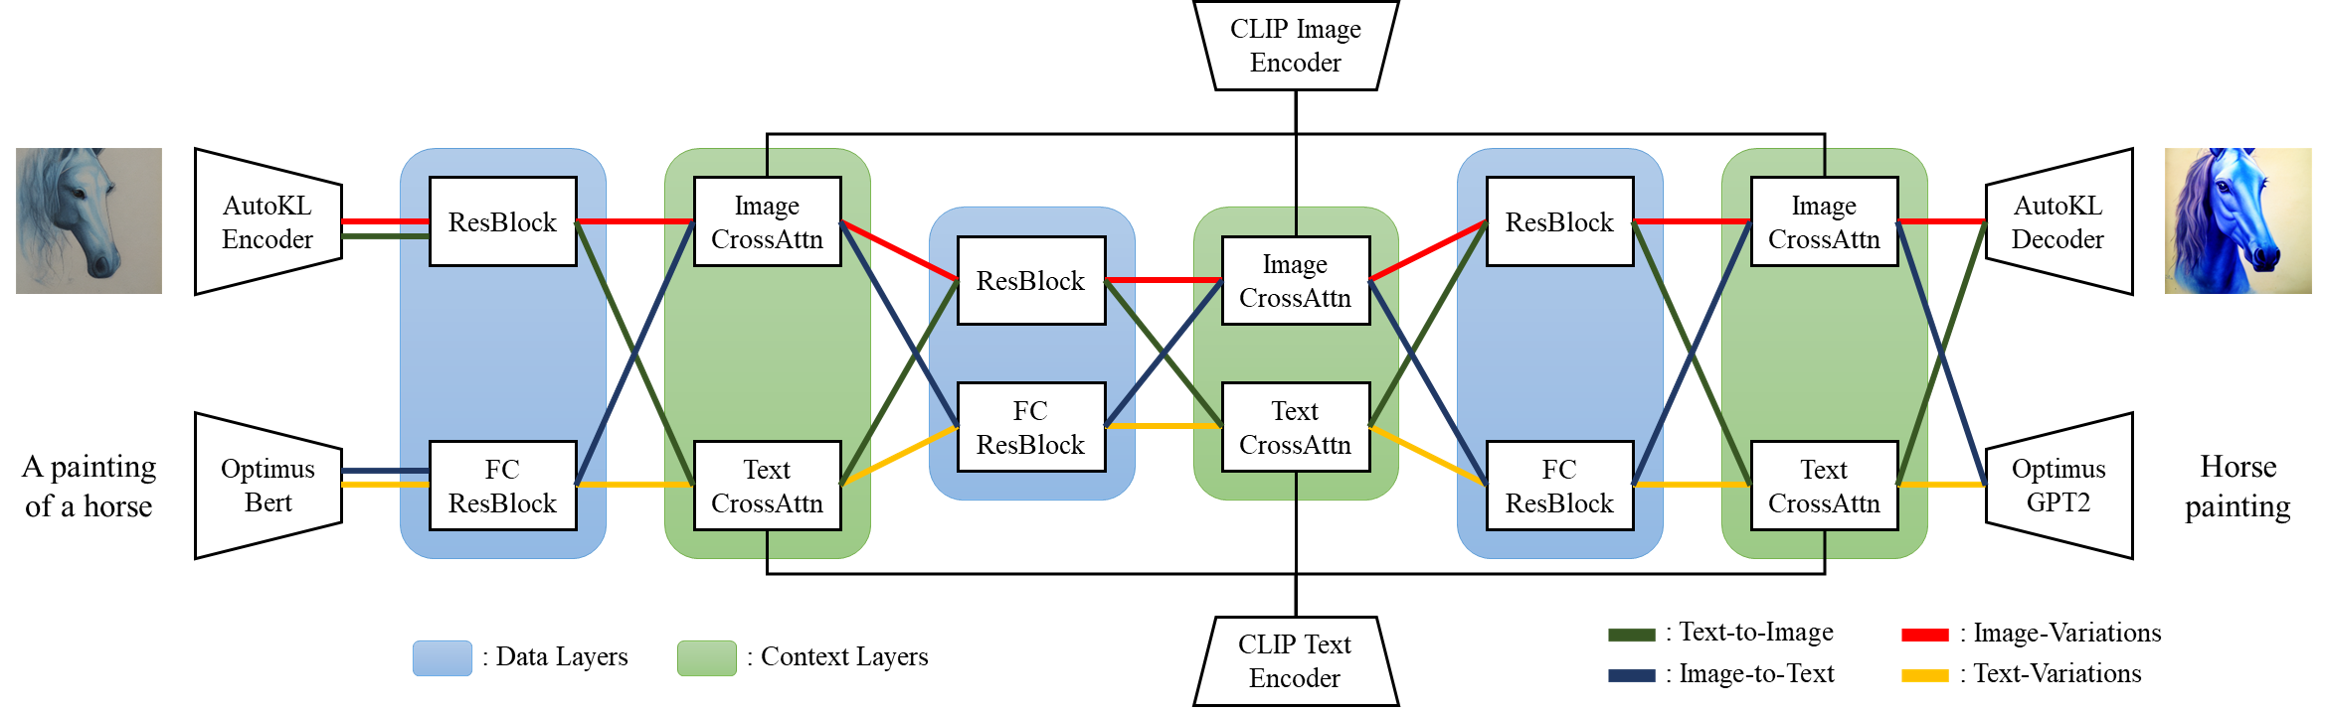 CLIP Image
Encoder
AutoKL
Encoder
ResBlock
Image
CrossAttn
ResBlock
Image
CrossAttn
ResBlock
Image
CrossAttn
AutoKL
Decoder
A painting
of a horse
Optimus
Bert
FC
ResBlock
Text
CrossAttn
FC
ResBlock
Text
CrossAttn
FC
ResBlock
Text
CrossAttn
Optimus
GPT2
Horse
painting
CLIP Text
Encoder
: Data Layers
: Context Layers
: Text-to-Image
: Image-Variations
: Image-to-Text
: Text-Variations